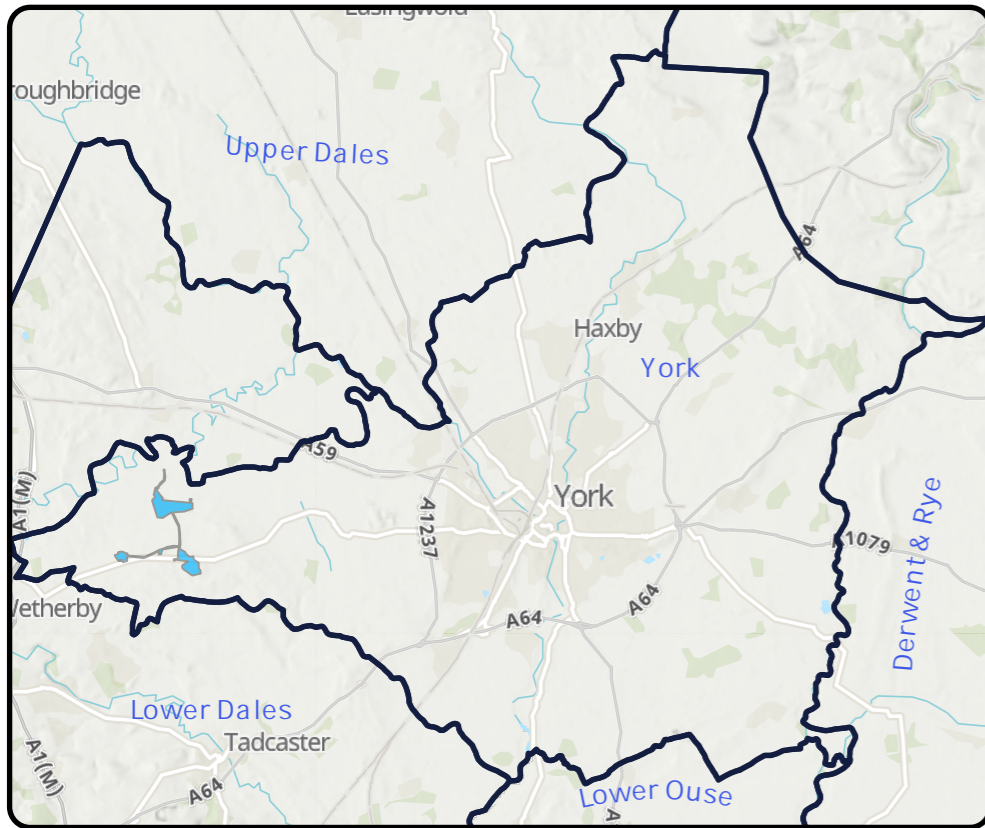 Easingwold
roughbridge
Upper Dales
A64
Haxby
York
A59
A1(M)
York
A1237
Derwent & Rye
A1079
Wetherby
A64
A64
Lower Dales
Tadcaster
A1(M)
A64
Lower Ouse
A